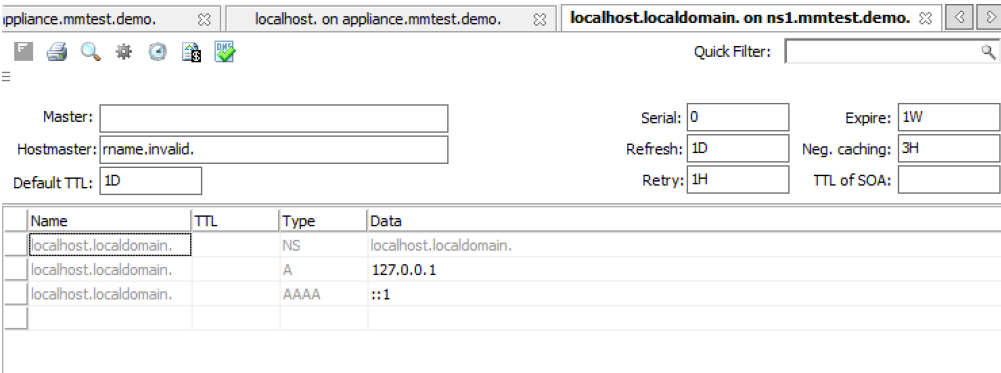 appliance.mmtest.demo. localhost. on appliance.mmtest.demo. localhost.localdomain. on ns1.mmtest.demo.
DNS Quick Filter:
Master: Serial: 0 Expire: 1W
Hostmaster: rname.invalid. Refresh: 1D Neg. caching: 3H
Default TTL: 1D Retry: 1H TTL of SOA:
Name TTL Type Data
localhost.localdomain. NS localhost.localdomain.
localhost.localdomain. A 127.0.0.1
localhost.localdomain. AAAA ::1